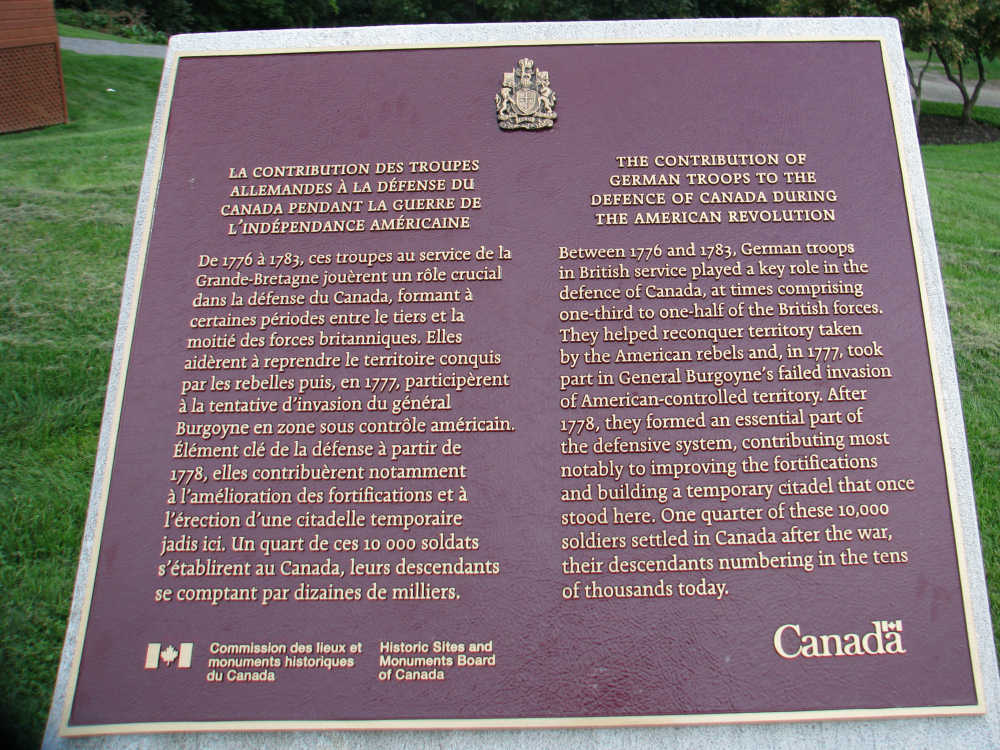 LA CONTRIBUTION DES TROUPES
ALLEMANDES À LA DÉFENSE DU
CANADA PENDANT LA GUERRE DE
L'INDÉPENDANCE AMÉRICAINE
De 1776 à 1783, ces troupes au service de la
Grande-Bretagne jouèrent un rôle crucial
dans la défense du Canada, formant à
certaines périodes entre le tiers et la
moitié des forces britanniques. Elles
aidèrent à reprendre le territoire conquis
par les rebelles puis, en 1777, participèrent
à la tentative d'invasion du général
Burgoyne en zone sous contrôle américain.
Élément clé de la défense à partir de
1778, elles contribuèrent notamment
à l'amélioration des fortifications et à
l'érection d'une citadelle temporaire
jadis ici. Un quart de ces 10 000 soldats
s'établirent au Canada, leurs descendants
se comptant par dizaines de milliers.
THE CONTRIBUTION OF
GERMAN TROOPS TO THE
DEFENCE OF CANADA DURING
THE AMERICAN REVOLUTION
Between 1776 and 1783, German troops
in British service played a key role in the
defence of Canada, at times comprising
one-third to one-half of the British forces.
They helped reconquer territory taken
by the American rebels and, in 1777, took
part in General Burgoyne's failed invasion
of American-controlled territory. After
1778, they formed an essential part of
the defensive system, contributing most
notably to improving the fortifications
and building a temporary citadel that once
stood here. One quarter of these 10,000
soldiers settled in Canada after the war,
their descendants numbering in the tens
of thousands today.
Commission des lieux et
monuments historiques
du Canada
Historic Sites and
Monuments Board
of Canada
Canada